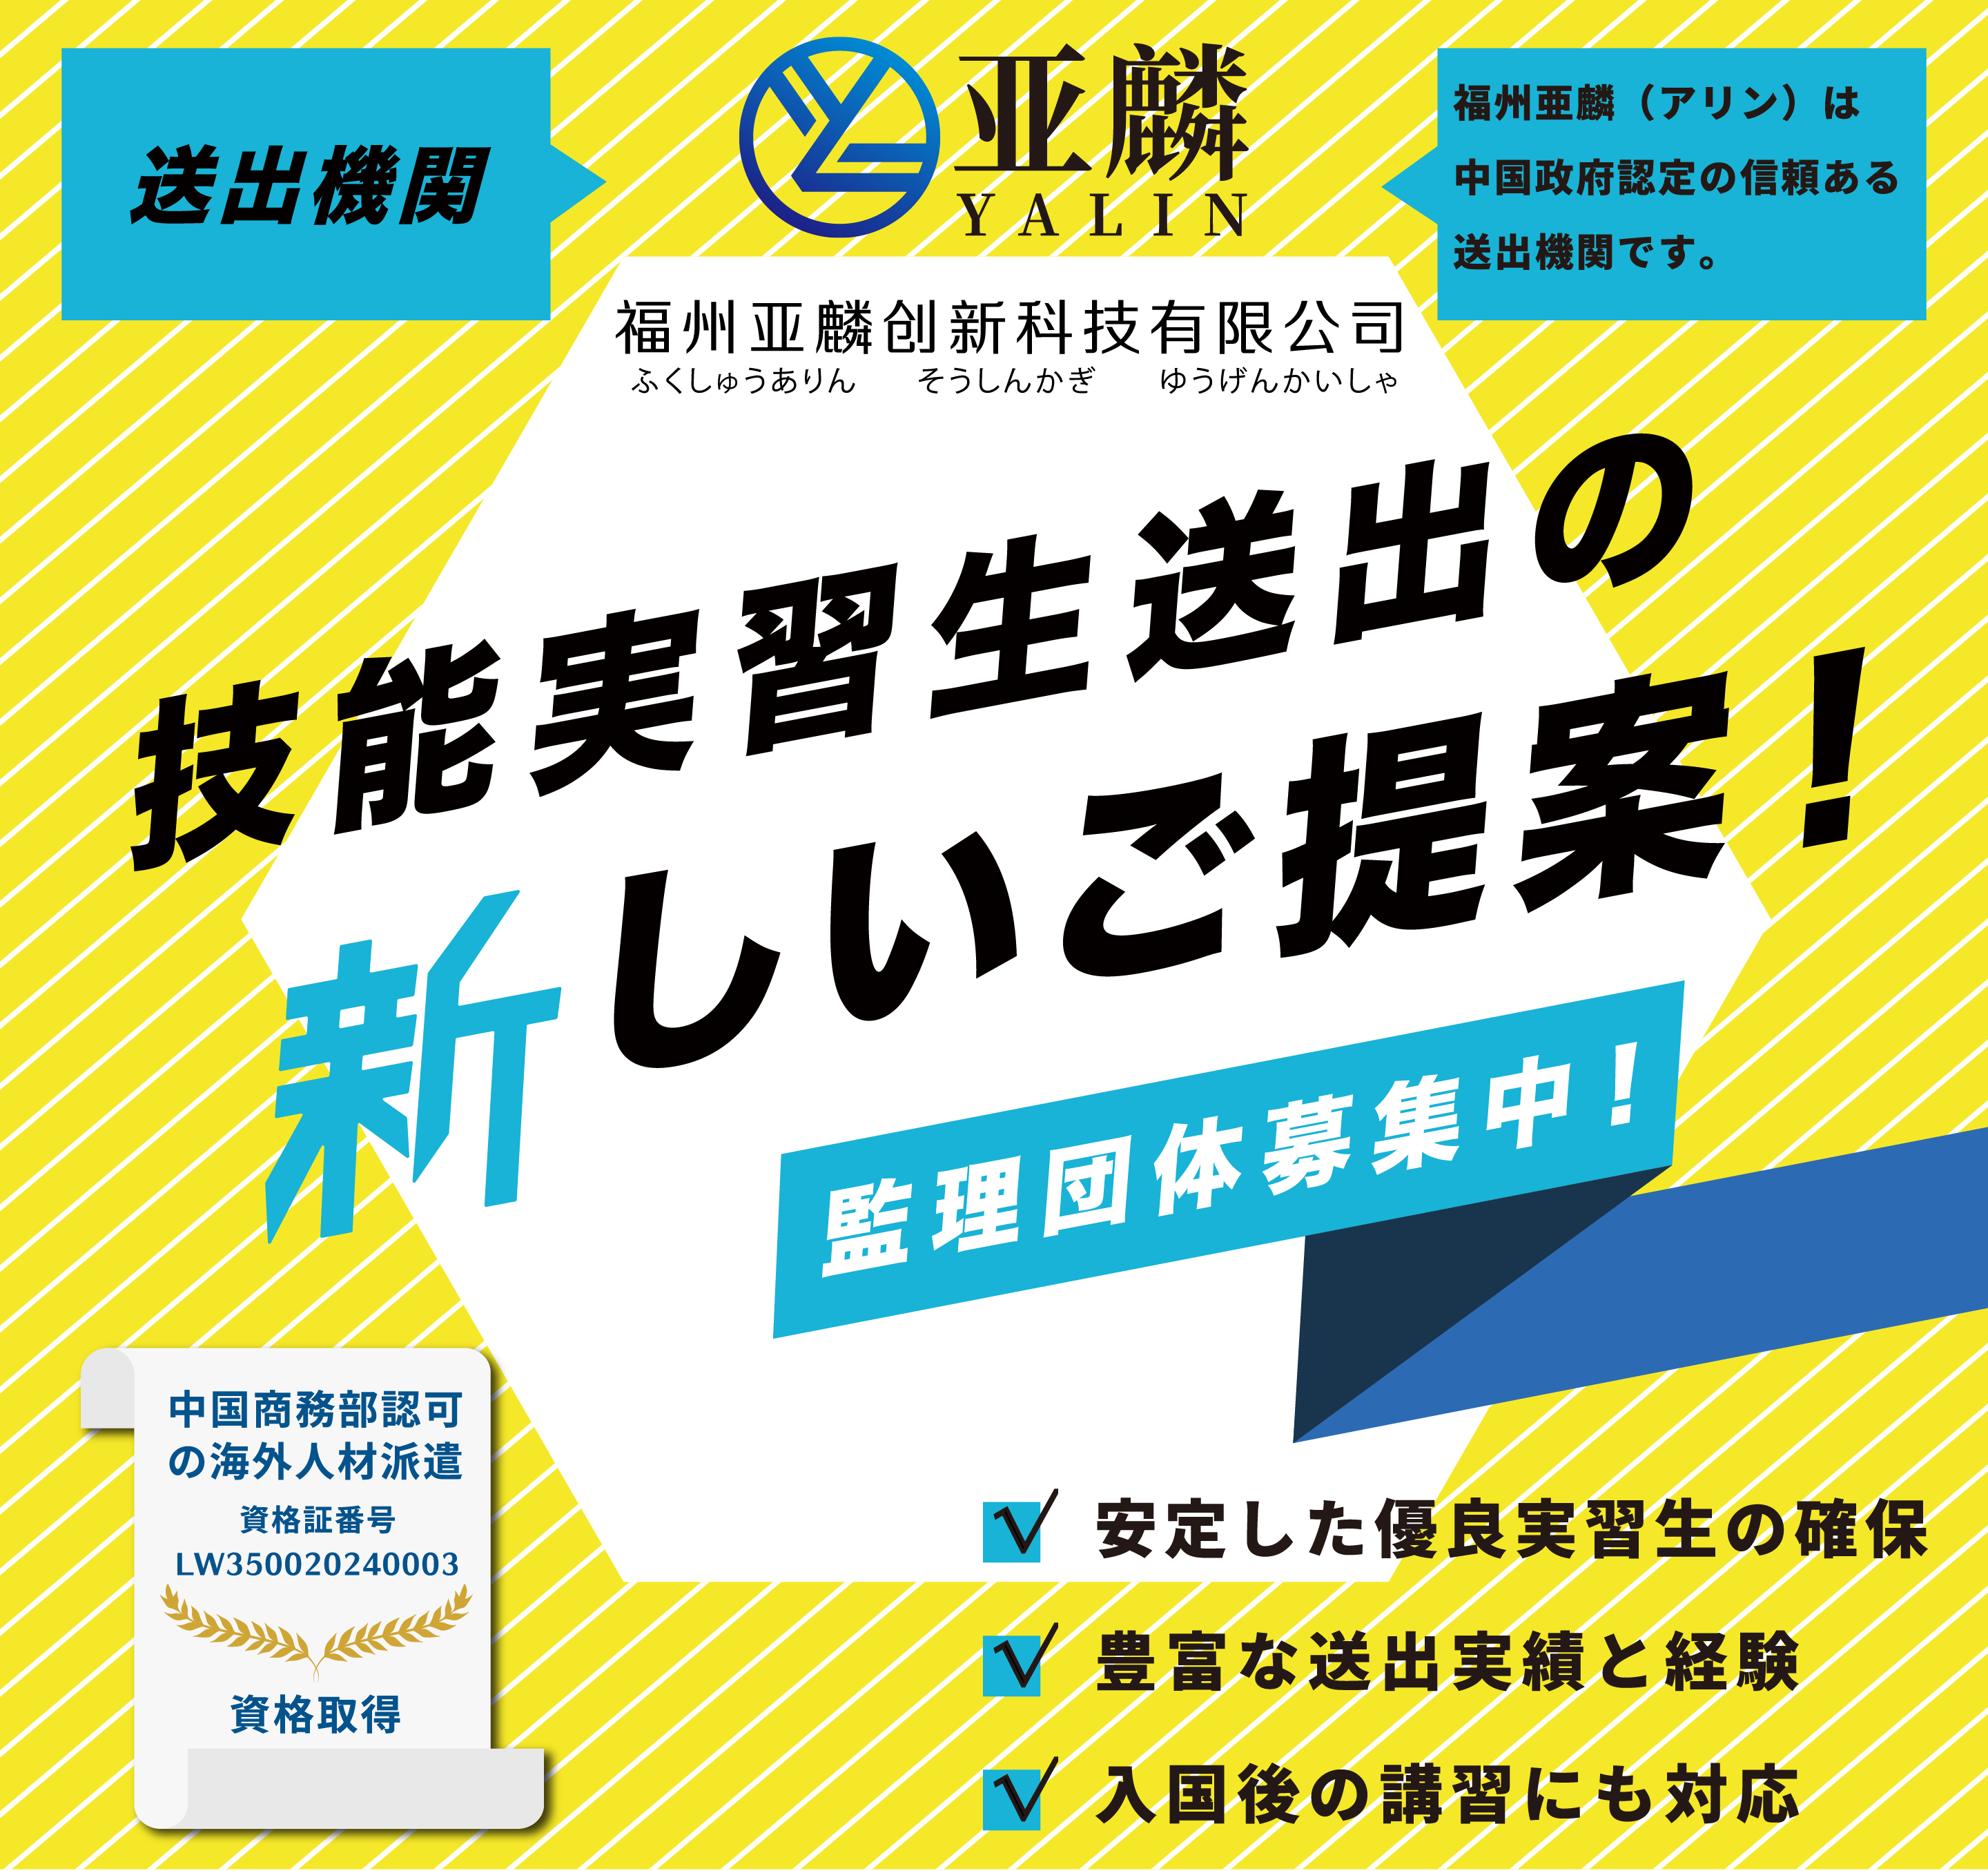 送出機関
亚麟
YALIN
福州亜麟（アリン）は
中国政府認定の信頼ある
送出機関です。
福州亚麟创新科技有限公司
ふくしゅうありん そうしんかぎ ゆうげんかいしゃ
技能実習生送出の
新しいご提案！
監理団体募集中！
中国商務部認可
の海外人材派遣
資格証番号
LW350020240003
資格取得
安定した優良実習生の確保
豊富な送出実績と経験
入国後の講習にも対応